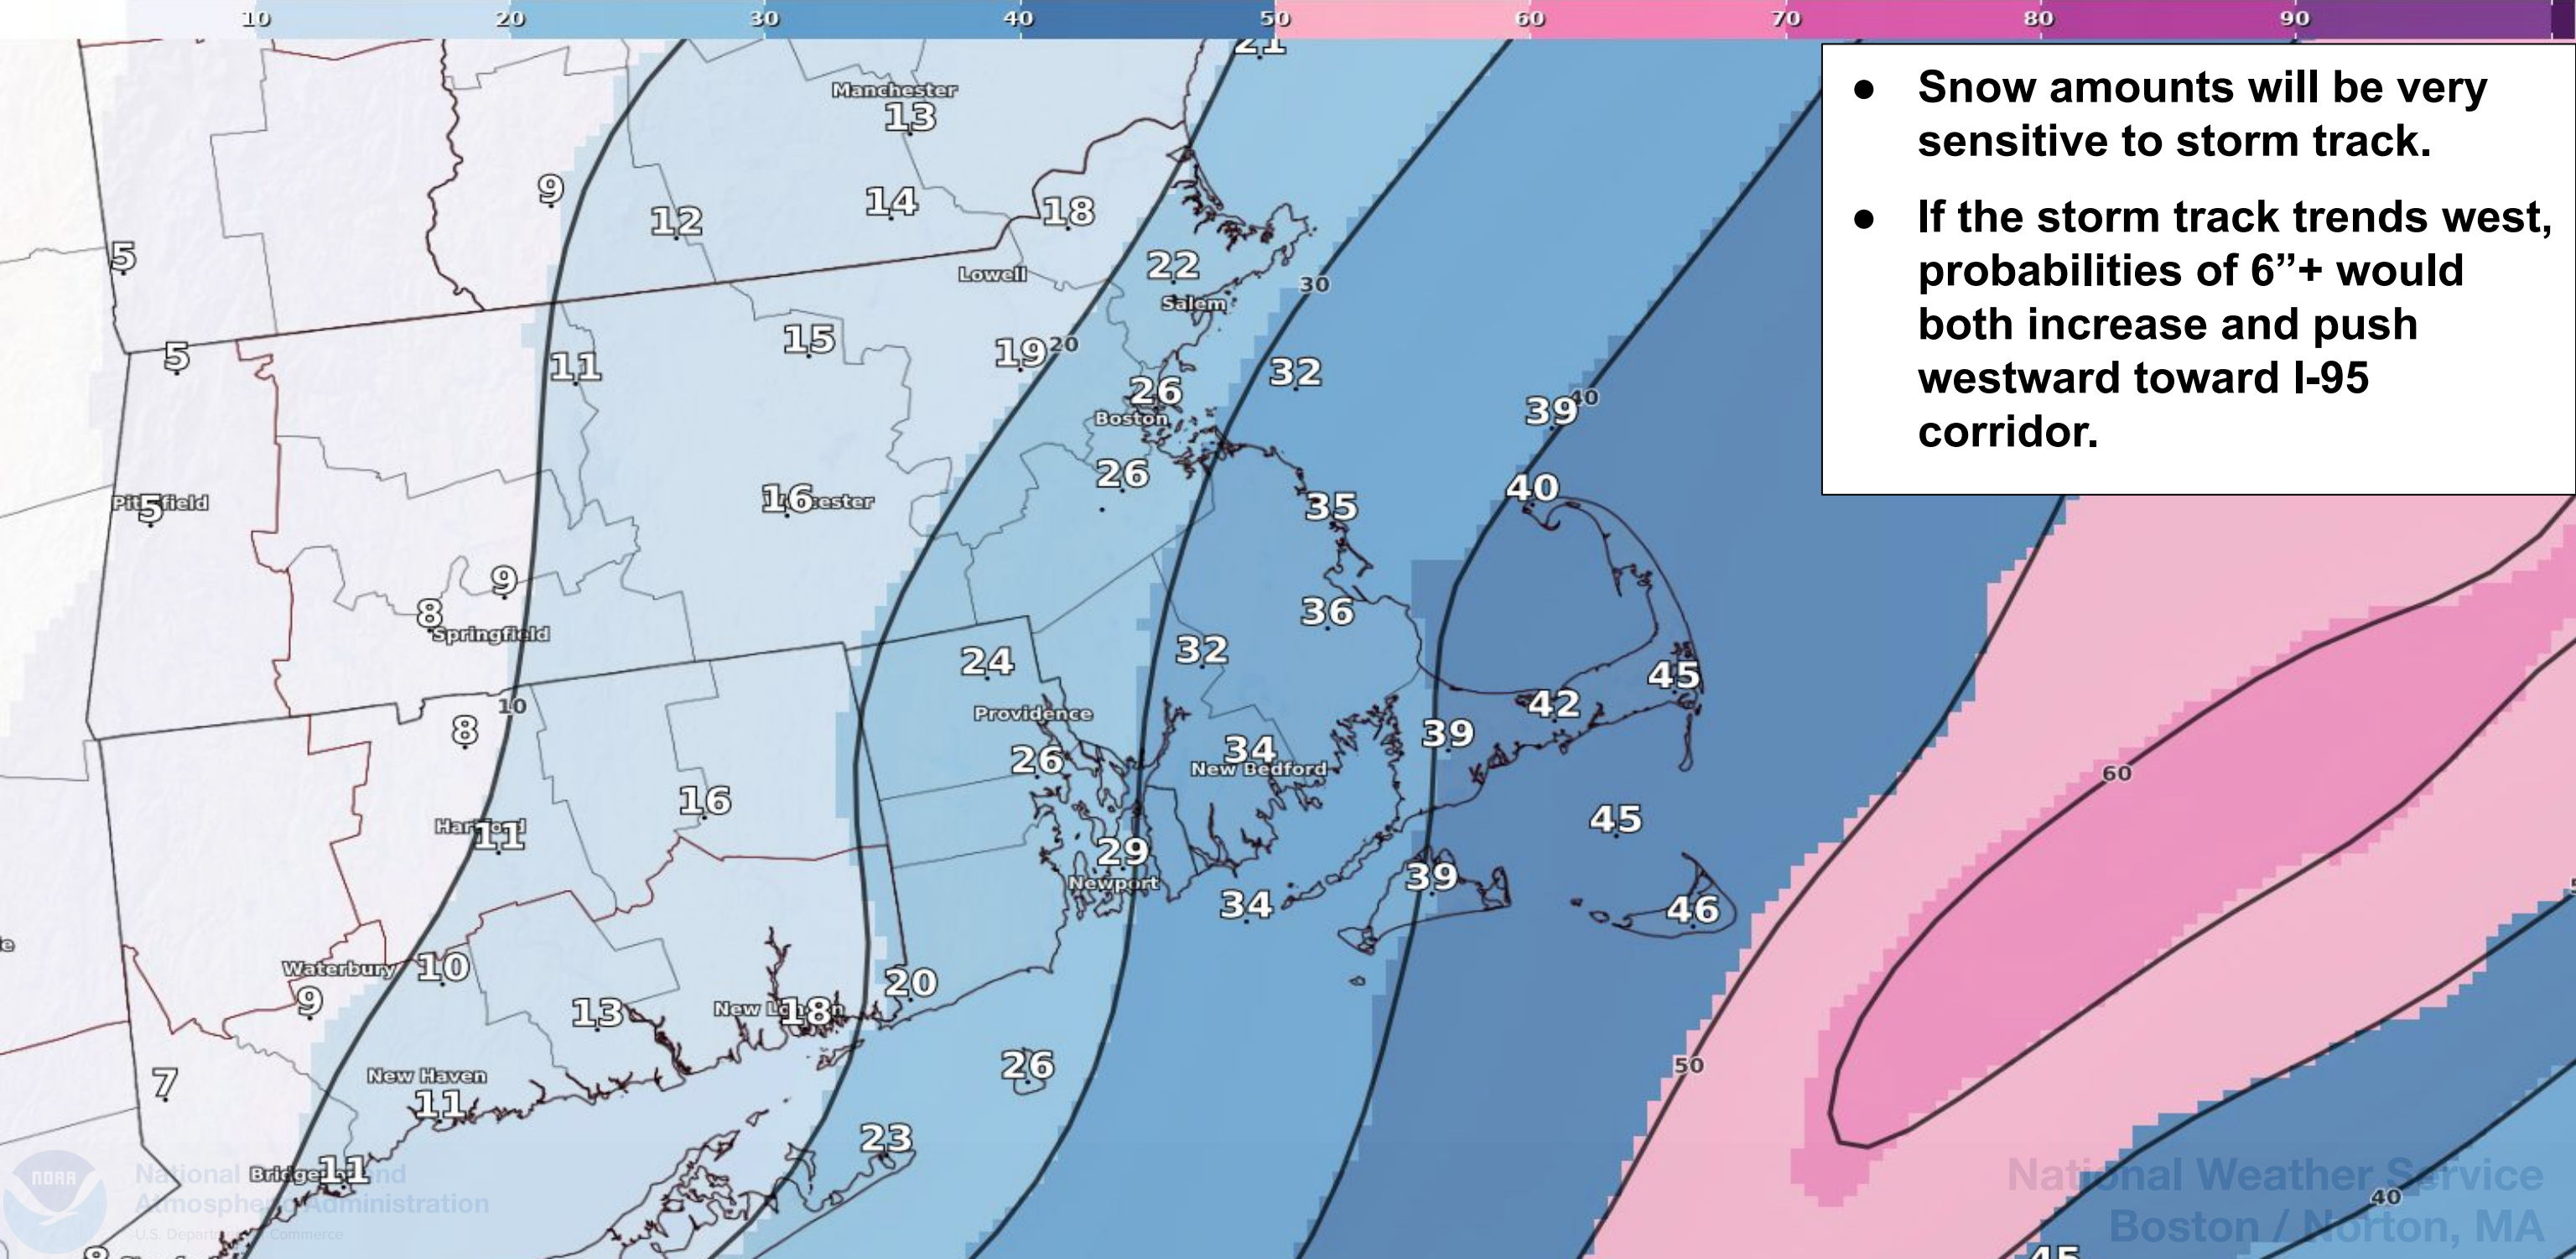 10 20 30 40 50 60 70 80 90
21
● Snow amounts will be very
sensitive to storm track.
● If the storm track trends west,
probabilities of 6”+ would
both increase and push
westward toward I-95
corridor.
Manchester
13
9
12
14
18
5
Lowell
22
30
Salem
5
11
15
19
20
32
26
Boston
39
40
26
40
Pittsfield
5
16
35
9
8
Springfield
36
24
32
45
10
8
Providence
42
39
26
34
New Bedford
60
16
45
Hartford
11
29
Newport
39
34
46
Waterbury
10
9
20
13
New London
18
26
50
7
New Haven
11
23
Bridgeport
11
NOAA
National Oceanic and
Atmospheric Administration
U.S. Department of Commerce
National Weather Service
Boston / Norton, MA
40
45
8